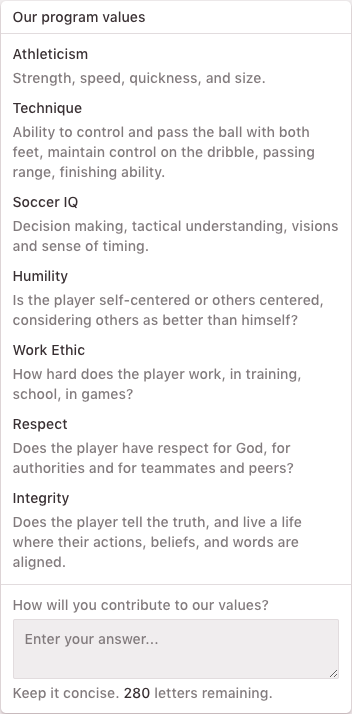 Our program values
Athleticism
Strength, speed, quickness, and size.
Technique
Ability to control and pass the ball with both
feet, maintain control on the dribble, passing
range, finishing ability.
Soccer IQ
Decision making, tactical understanding, visions
and sense of timing.
Humility
Is the player self-centered or others centered,
considering others as better than himself?
Work Ethic
How hard does the player work, in training,
school, in games?
Respect
Does the player have respect for God, for
authorities and for teammates and peers?
Integrity
Does the player tell the truth, and live a life
where their actions, beliefs, and words are
aligned.
How will you contribute to our values?
Enter your answer...
Keep it concise. 280 letters remaining.